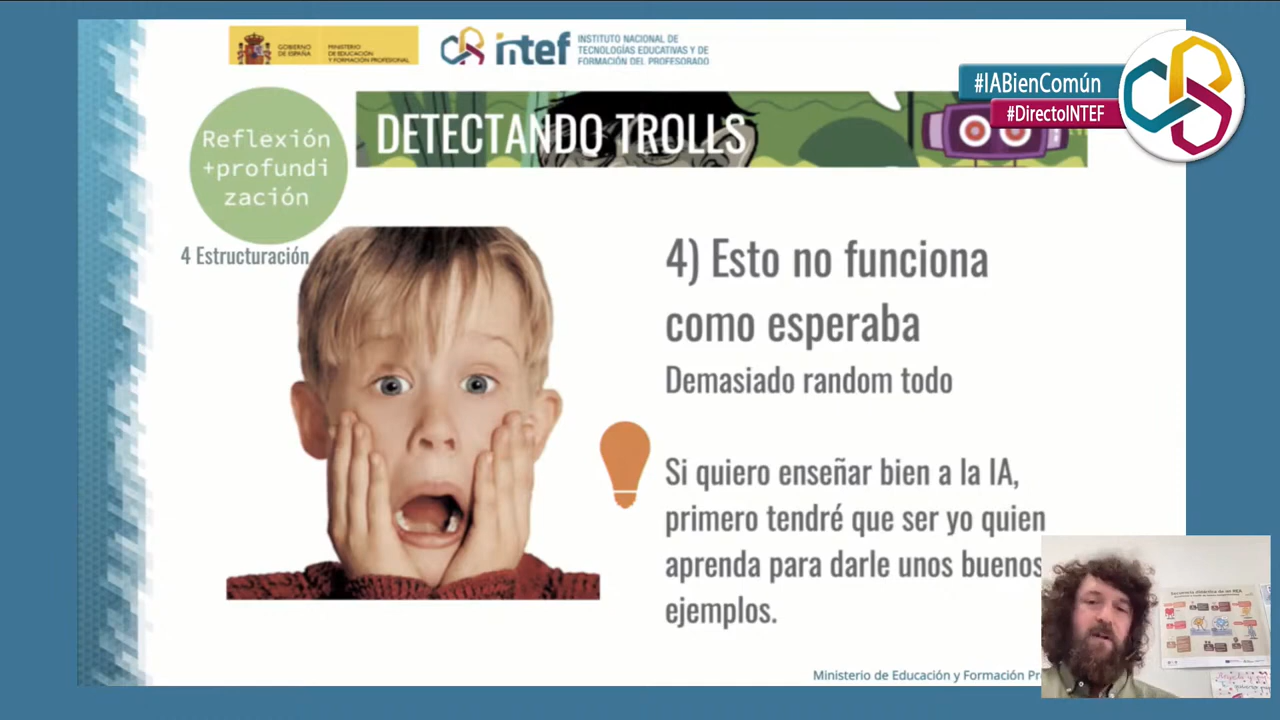 GOBIERNO
DE ESPAÑA
MINISTERIO
DE EDUCACIÓN
Y FORMACIÓN PROFESIONAL
intef
INSTITUTO NACIONAL DE
TECNOLOGÍAS EDUCATIVAS Y DE
FORMACIÓN DEL PROFESORADO
#IABienComún
#DirectoINTEF
Reflexión
+profundi
zación
DETECTANDO TROLLS
4 Estructuración
4) Esto no funciona
como esperaba
Demasiado random todo
Si quiero enseñar bien a la IA,
primero tendré que ser yo quien
aprenda para darle unos buenos
ejemplos.
Ministerio de Educación y Formación Pr